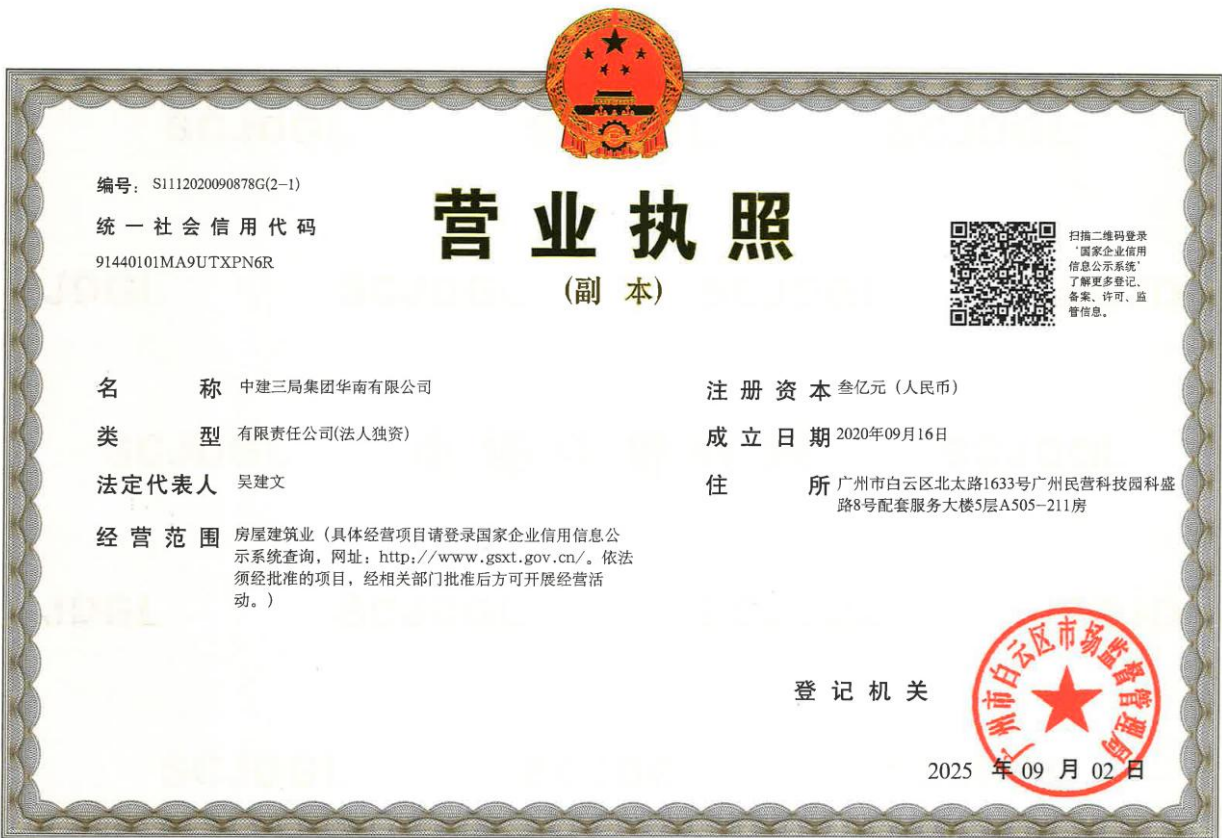 编号：S1112020090878G(2-1)
统一社会信用代码
91440101MA9UTXPN6R
营业执照
(副 本)
扫描二维码登录
‘国家企业信用
信息公示系统’
了解更多登记、
备案、许可、监
管信息。
名 称 中建三局集团华南有限公司
类 型 有限责任公司(法人独资)
法定代表人 吴建文
经营范围 房屋建筑业（具体经营项目请登录国家企业信用信息公
示系统查询，网址：http://www.gsxt.gov.cn/。依法
须经批准的项目，经相关部门批准后方可开展经营活
动。）
注册资本 叁亿元（人民币）
成立日期 2020年09月16日
住 所 广州市白云区北太路1633号广州民营科技园科盛
路8号配套服务大楼5层A505-211房
登记机关
广州市白云区市场监督管理局
2025 年 09 月 02 日